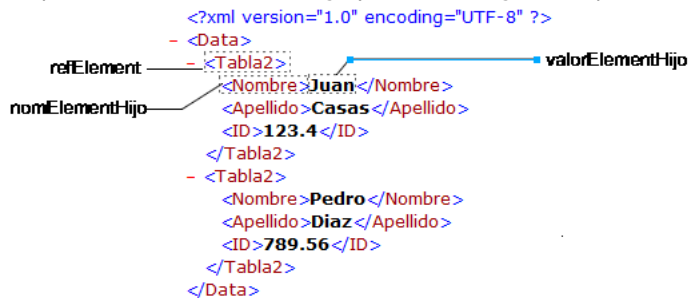 <?xml version="1.0" encoding="UTF-8" ?>
- <Data>
refElement - <Tabla2> valorElementHijo
nomElementHijo <Nombre>Juan</Nombre>
<Apellido>Casas</Apellido>
<ID>123.4</ID>
</Tabla2>
- <Tabla2>
<Nombre>Pedro</Nombre>
<Apellido>Diaz</Apellido>
<ID>789.56</ID>
</Tabla2>
</Data>